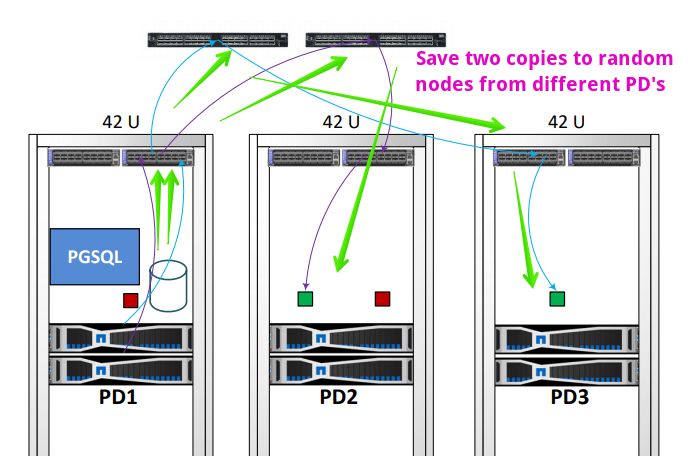 Save two copies to random
nodes from different PD's
42 U
42 U
42 U
PGSQL
PD1
PD2
PD3